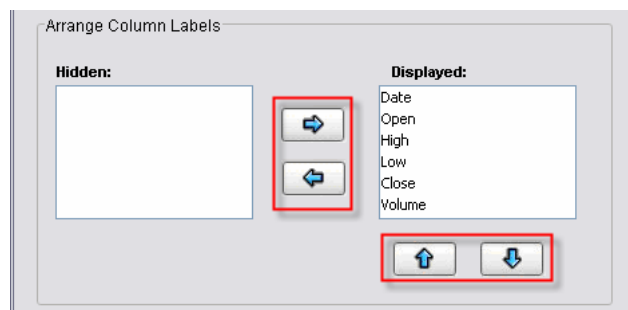 Arrange Column Labels
Hidden:
Displayed:
Date
Open
High
Low
Close
Volume